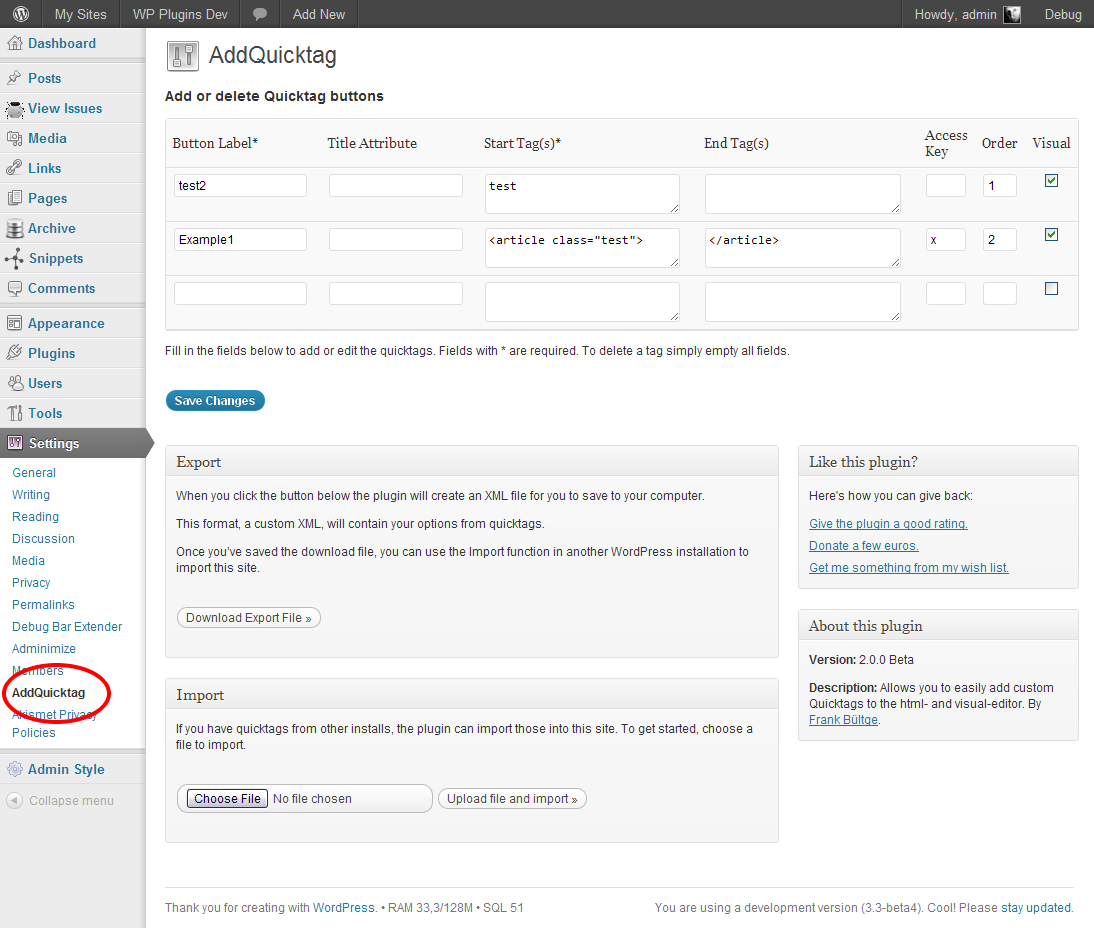 My Sites WP Plugins Dev Add New Howdy, admin Debug
Dashboard
Posts
View Issues
Media
Links
Pages
Archive
Snippets
Comments
Appearance
Plugins
Users
Tools
Settings
General
Writing
Reading
Discussion
Media
Privacy
Permalinks
Debug Bar Extender
Adminimize
Members
AddQuicktag
Akismet Privacy
Policies
Admin Style
Collapse menu
AddQuicktag
Add or delete Quicktag buttons
Button Label* Title Attribute Start Tag(s)* End Tag(s) Access Key Order Visual
test2 test 1
Example1 <article class="test"> </article> x 2
Fill in the fields below to add or edit the quicktags. Fields with * are required. To delete a tag simply empty all fields.
Save Changes
Export
When you click the button below the plugin will create an XML file for you to save to your computer.
This format, a custom XML, will contain your options from quicktags.
Once you've saved the download file, you can use the Import function in another WordPress installation to
import this site.
Download Export File »
Import
If you have quicktags from other installs, the plugin can import those into this site. To get started, choose a
file to import.
Choose File No file chosen Upload file and import »
Like this plugin?
Here's how you can give back:
Give the plugin a good rating.
Donate a few euros.
Get me something from my wish list.
About this plugin
Version: 2.0.0 Beta
Description: Allows you to easily add custom
Quicktags to the html- and visual-editor. By
Frank Bültge.
Thank you for creating with WordPress. • RAM 33,3/128M • SQL 51
You are using a development version (3.3-beta4). Cool! Please stay updated.